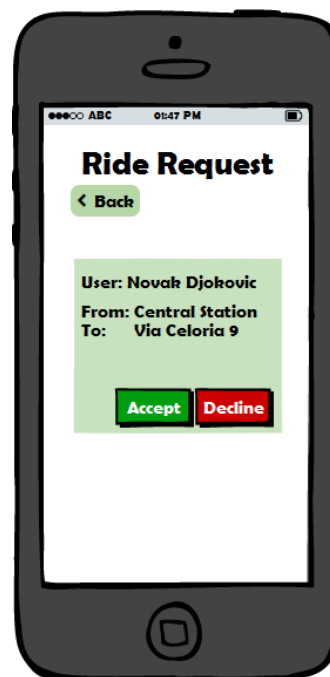 ABC 01:47 PM
Ride Request
< Back
User: Novak Djokovic
From: Central Station
To: Via Celoria 9
Accept Decline